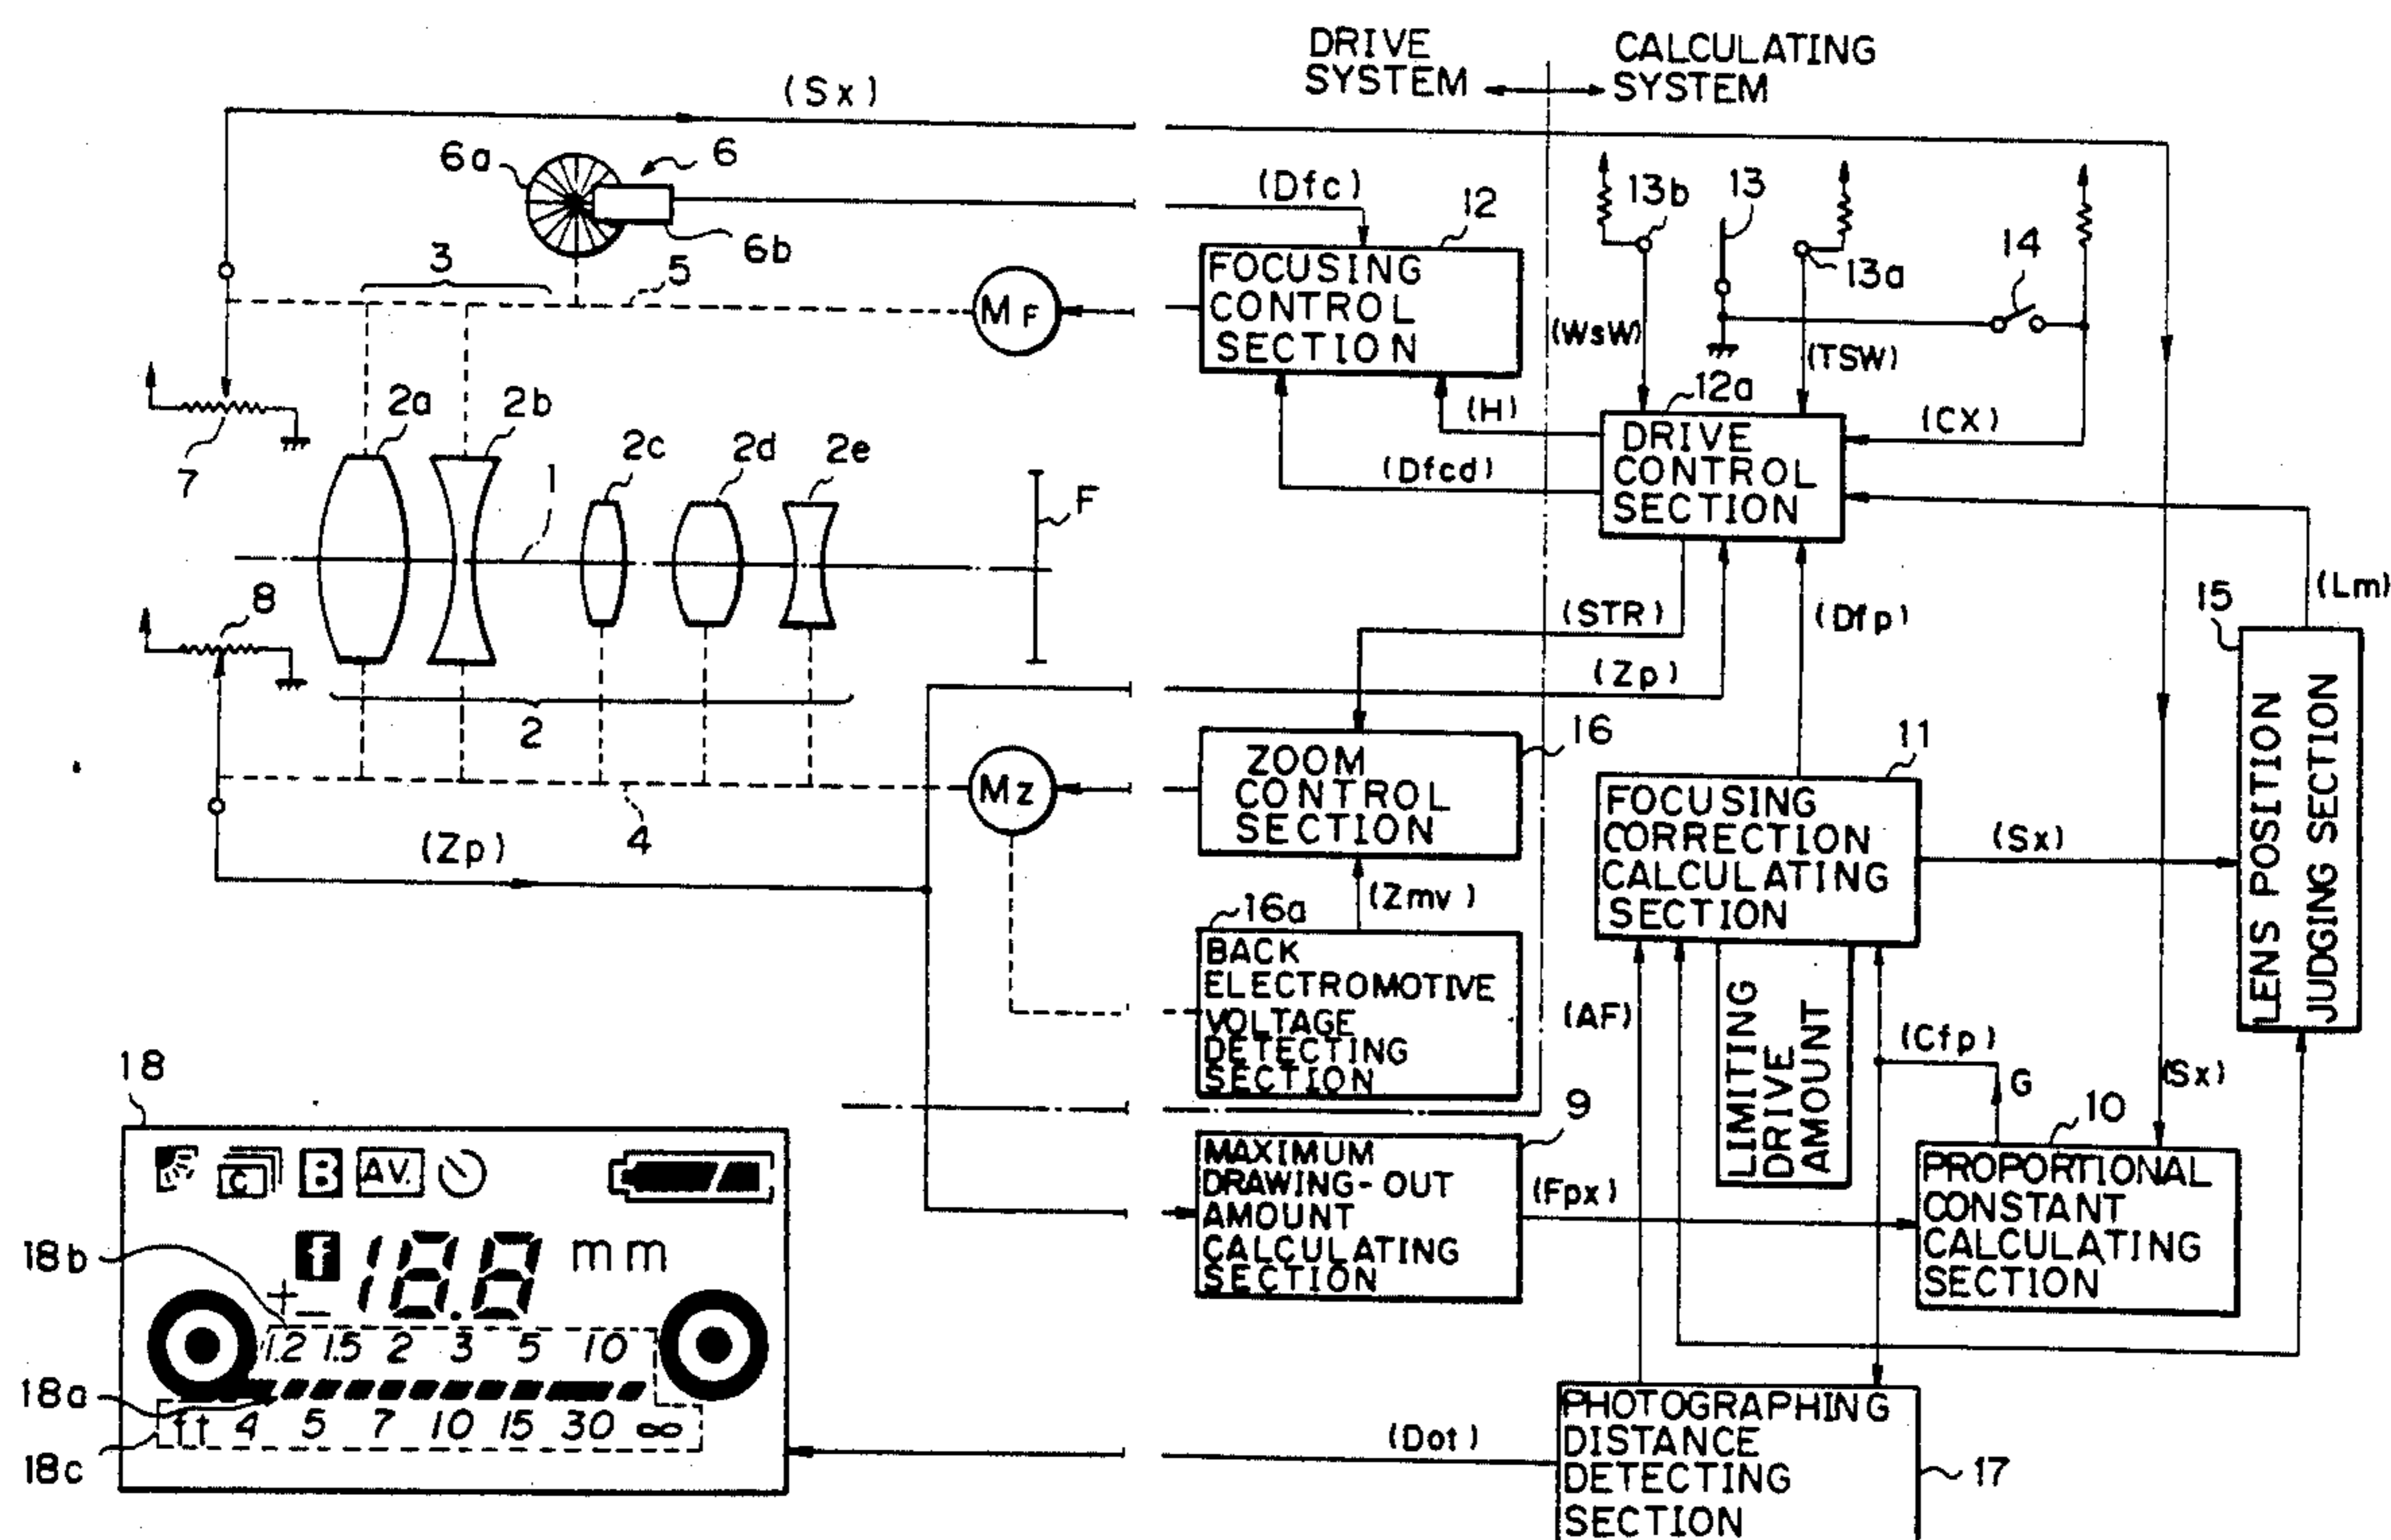 DRIVE
SYSTEM
CALCULATING
SYSTEM
(Sx)
6a
6
6b
(Dfc)
12
13b
13
13a
14
3
5
MF
FOCUSING
CONTROL
SECTION
(WsW)
(TSW)
12a
7
2a
2b
2c
2d
2e
1
F
(H)
(Dfcd)
DRIVE
CONTROL
SECTION
(CX)
8
(STR)
(Dfp)
(Zp)
15
(Lm)
2
4
Mz
ZOOM
CONTROL
SECTION
16
11
FOCUSING
CORRECTION
CALCULATING
SECTION
(Sx)
LENS POSITION
JUDGING SECTION
(Zp)
(Zmv)
16a
BACK
ELECTROMOTIVE
VOLTAGE
DETECTING
SECTION
(AF)
LIMITING
DRIVE
AMOUNT
(Cfp)
G
(Sx)
9
MAXIMUM
DRAWING-OUT
AMOUNT
CALCULATING
SECTION
(Fpx)
10
PROPORTIONAL
CONSTANT
CALCULATING
SECTION
18
C B AV.
f 18.8 mm
+
−
18b
1.2 1.5 2 3 5 10
18a
ft 4 5 7 10 15 30 ∞
18c
(Dot)
PHOTOGRAPHING
DISTANCE
DETECTING
SECTION
17